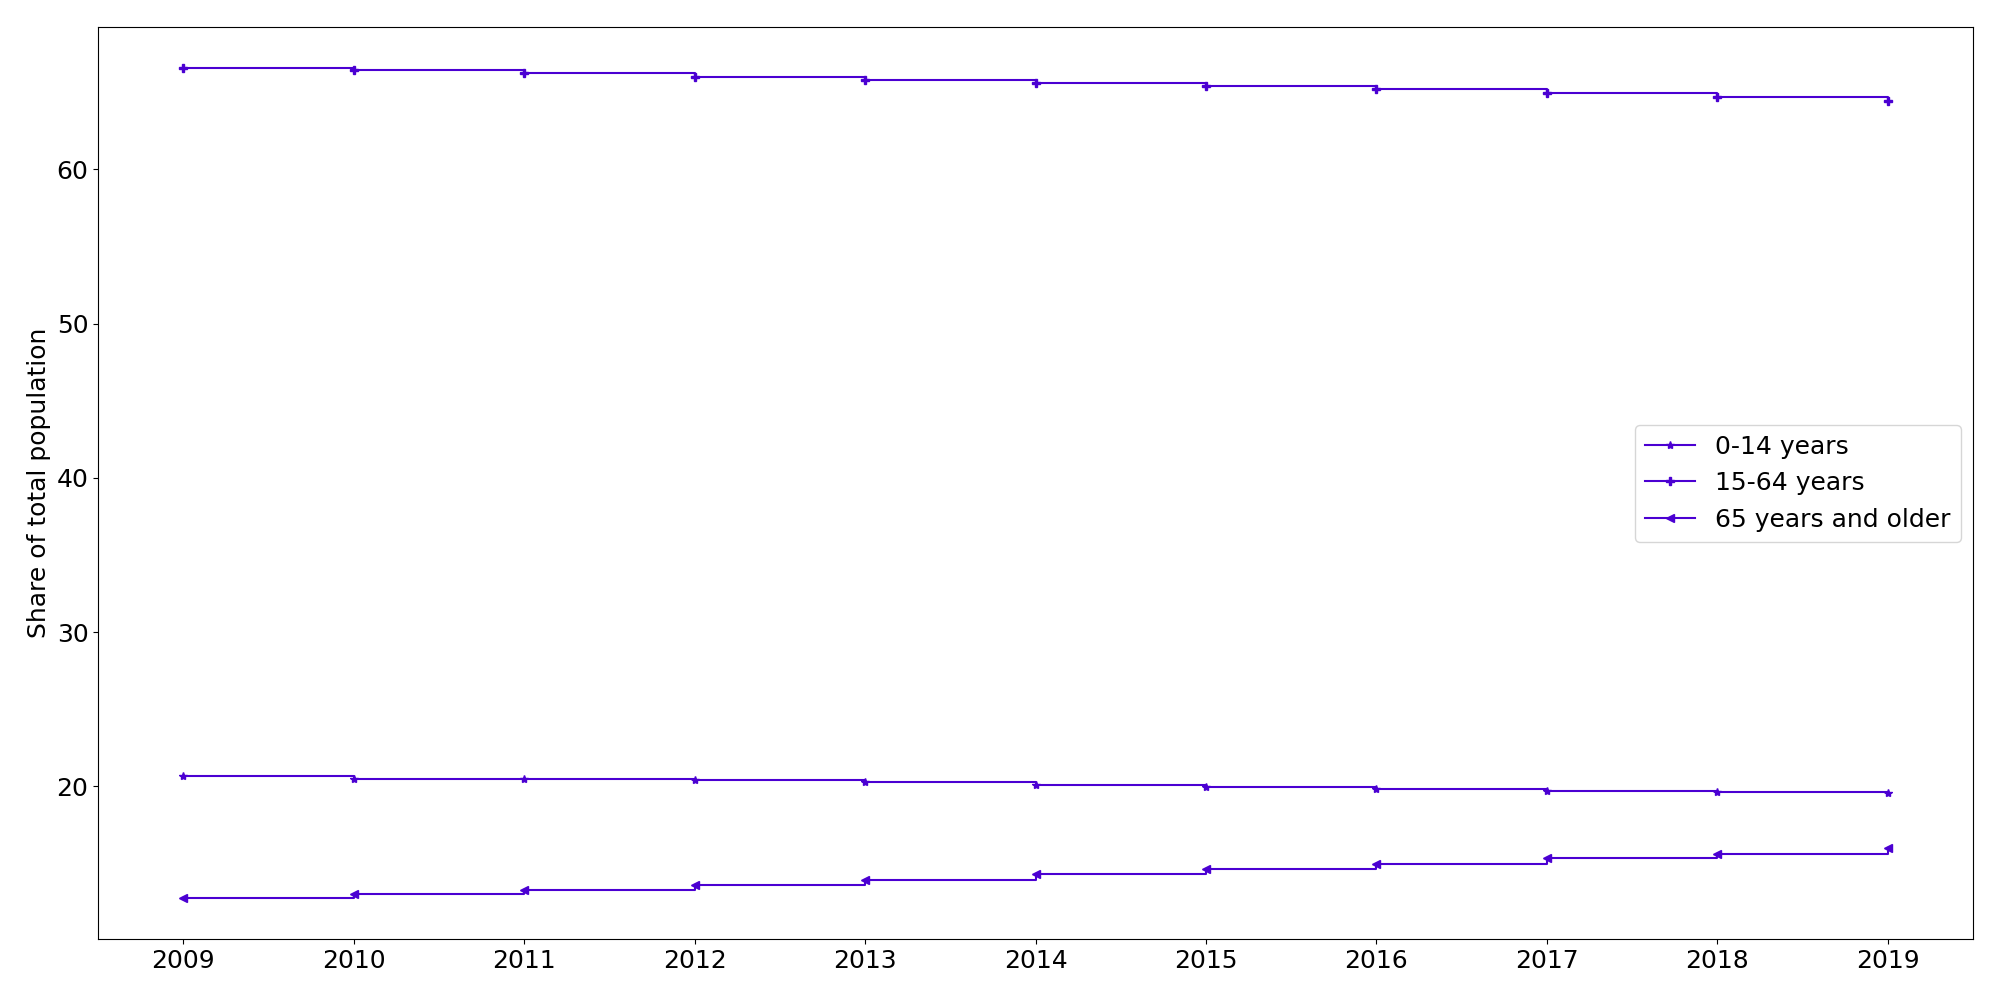 Share of total population
60
50
40
30
20
0-14 years
15-64 years
65 years and older
2009 2010 2011 2012 2013 2014 2015 2016 2017 2018 2019